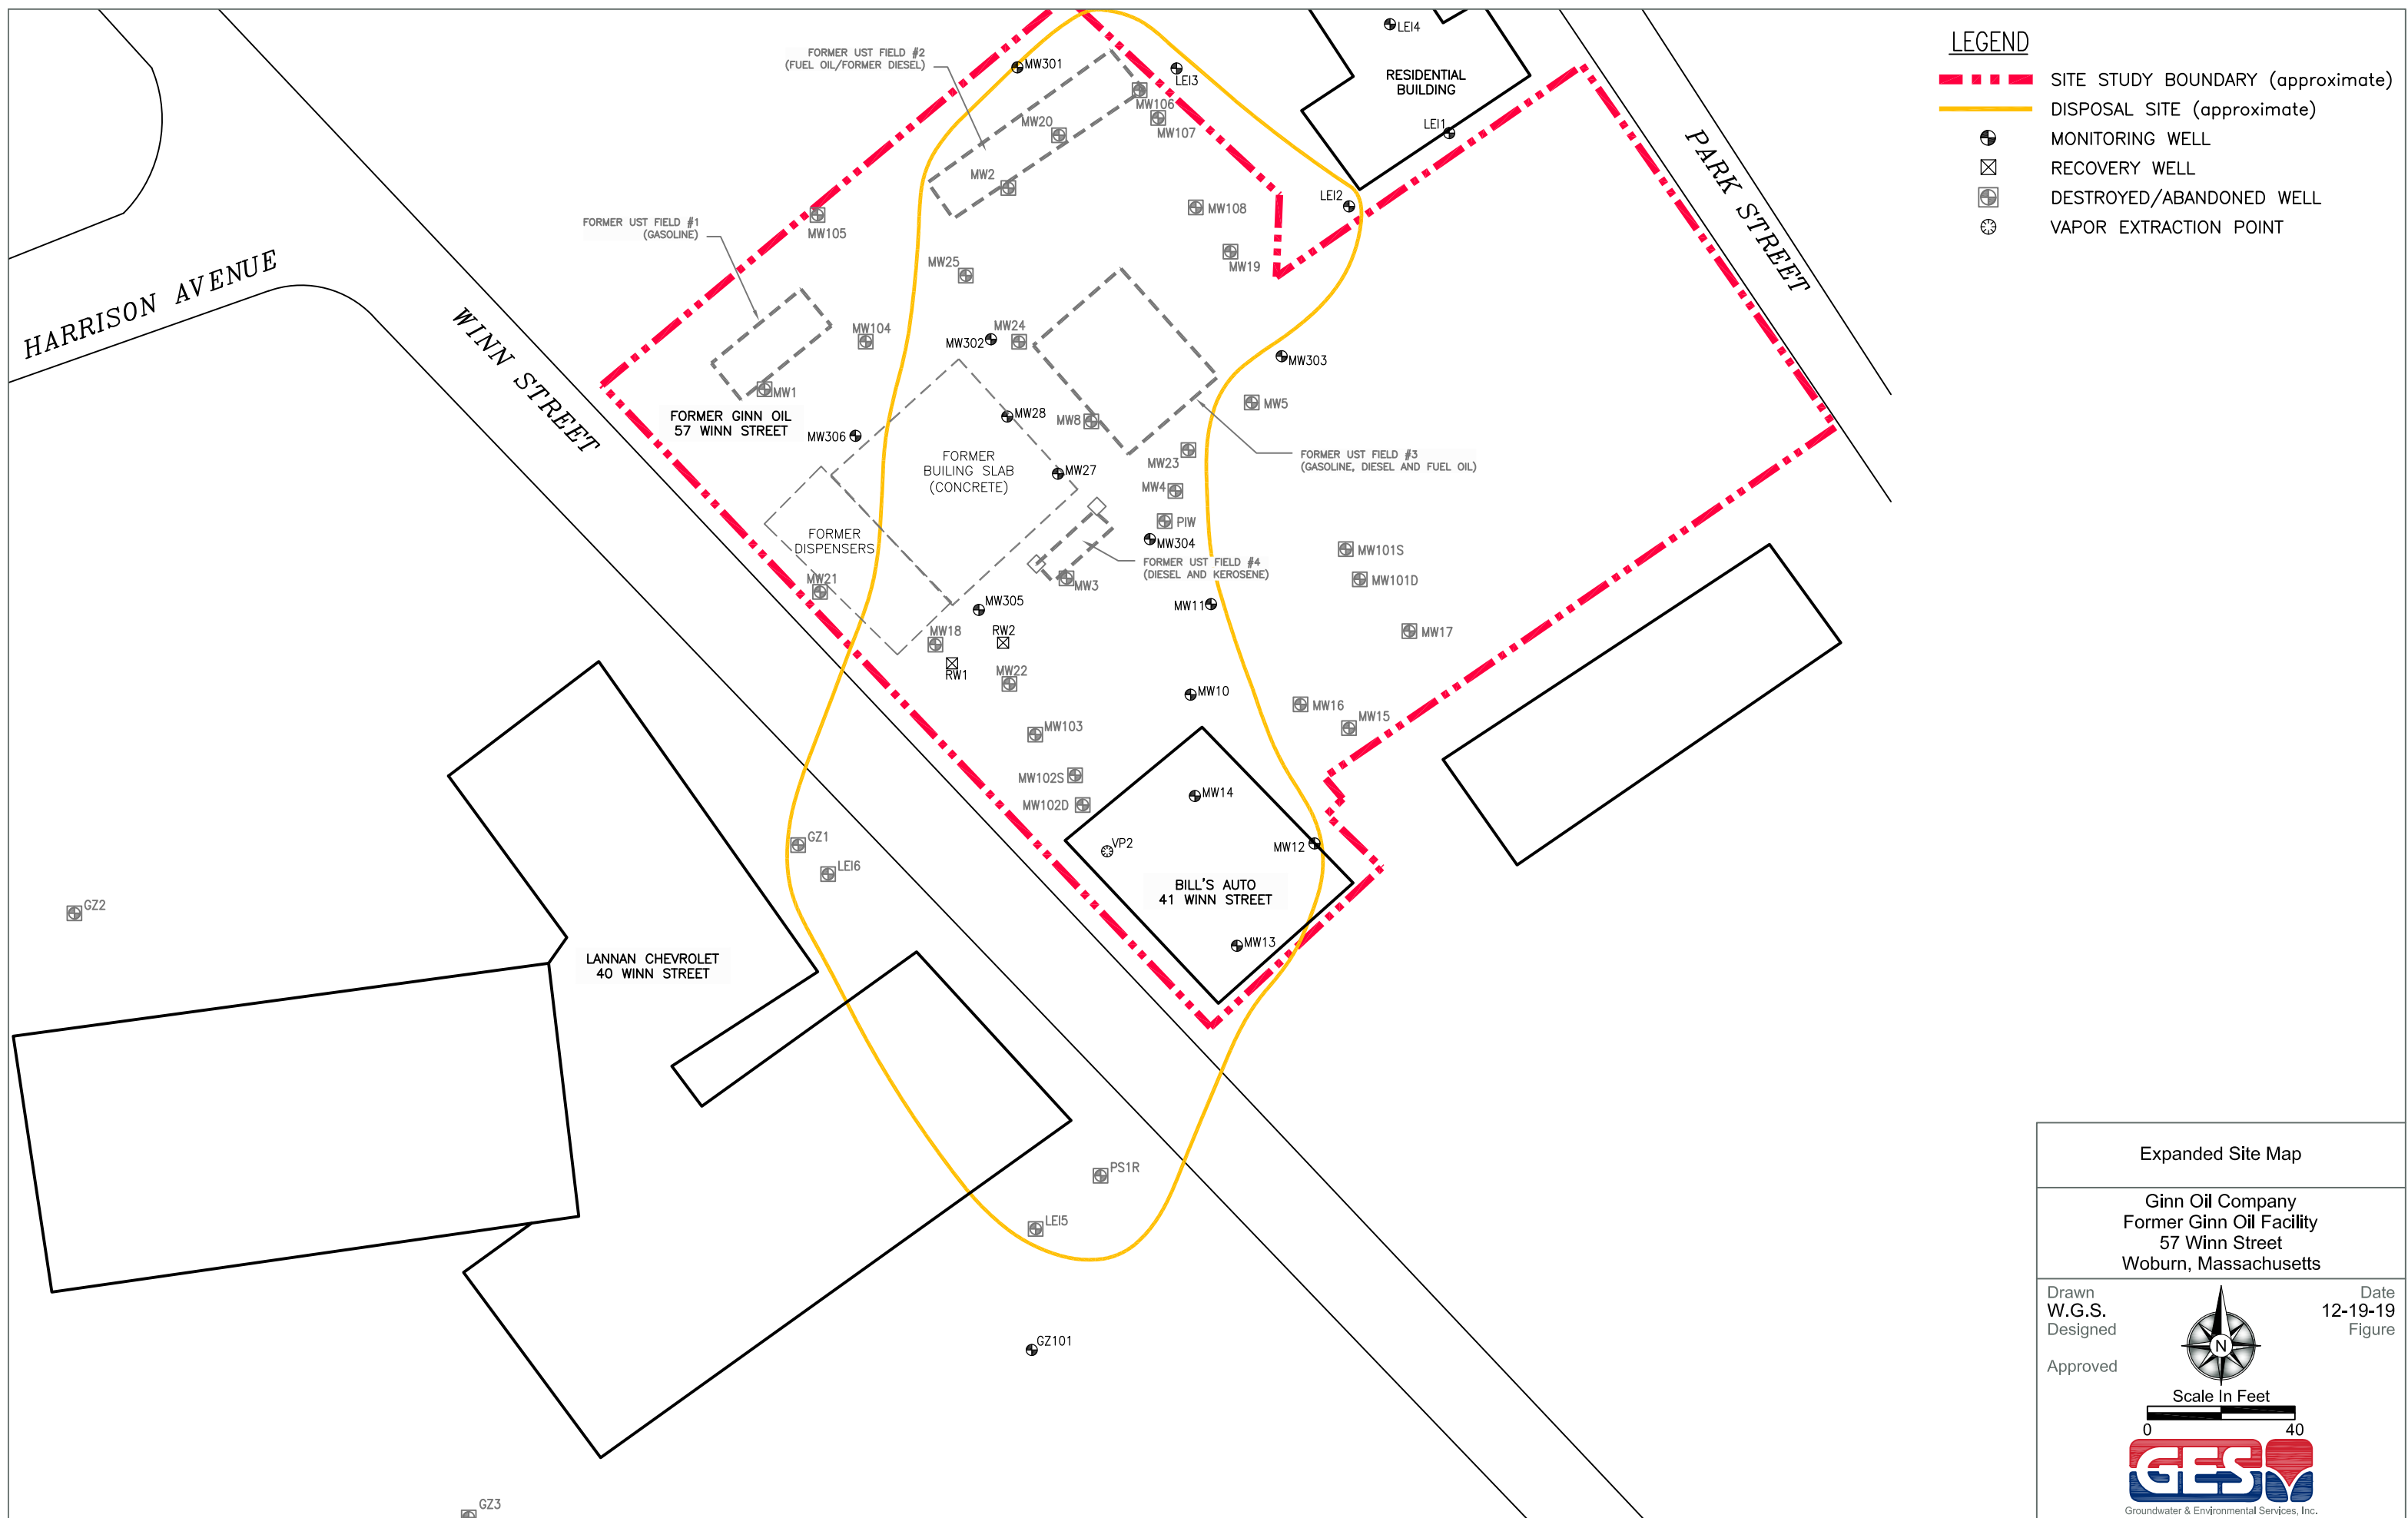 LEGEND
SITE STUDY BOUNDARY (approximate)
DISPOSAL SITE (approximate)
MONITORING WELL
RECOVERY WELL
DESTROYED/ABANDONED WELL
VAPOR EXTRACTION POINT
FORMER UST FIELD #2
(FUEL OIL/FORMER DIESEL)
MW301
LEI3
LEI4
RESIDENTIAL
BUILDING
MW106
MW107
MW20
LEI1
PARK STREET
MW2
LEI2
MW108
FORMER UST FIELD #1
(GASOLINE)
MW105
MW19
MW25
HARRISON AVENUE
WINN STREET
MW104
MW302
MW24
MW303
MW1
FORMER GINN OIL
57 WINN STREET
MW28
MW8
MW5
MW306
FORMER
BUILING SLAB
(CONCRETE)
MW27
MW23
FORMER UST FIELD #3
(GASOLINE, DIESEL AND FUEL OIL)
MW4
PIW
MW304
FORMER
DISPENSERS
FORMER UST FIELD #4
(DIESEL AND KEROSENE)
MW101S
MW101D
MW21
MW3
MW305
MW11
MW18
RW2
MW17
RW1
MW22
MW10
MW16
MW15
MW103
MW102S
MW14
MW102D
GZ1
VP2
MW12
LEI6
BILL'S AUTO
41 WINN STREET
GZ2
MW13
LANNAN CHEVROLET
40 WINN STREET
PS1R
LEI5
GZ101
GZ3
Expanded Site Map
Ginn Oil Company
Former Ginn Oil Facility
57 Winn Street
Woburn, Massachusetts
Drawn
W.G.S.
Designed
Approved
Date
12-19-19
Figure
N
Scale In Feet
0 40
GES
Groundwater & Environmental Services, Inc.